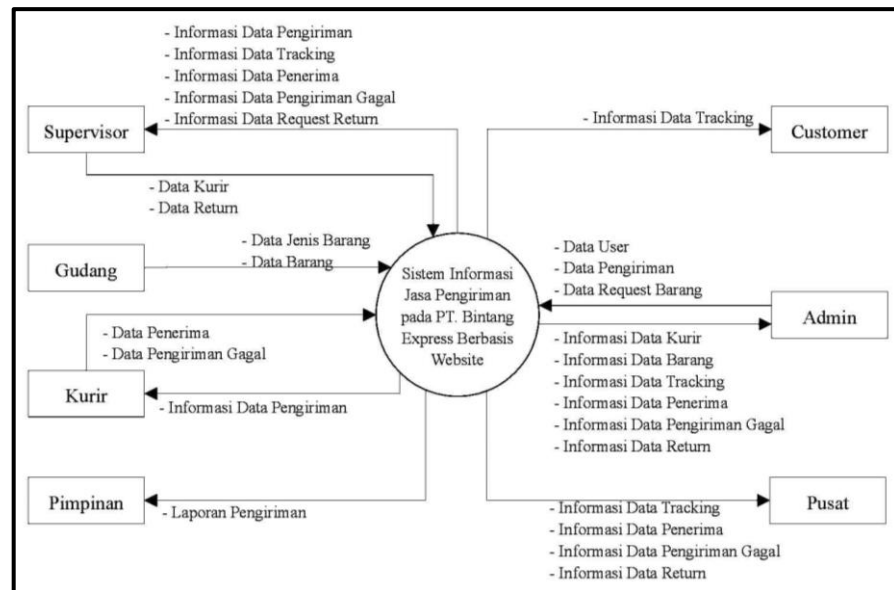 - Informasi Data Pengiriman
- Informasi Data Tracking
- Informasi Data Penerima
- Informasi Data Pengiriman Gagal
- Informasi Data Request Return
Supervisor
- Data Kurir
- Data Return
- Informasi Data Tracking
Customer
Gudang
- Data Jenis Barang
- Data Barang
Sistem Informasi
Jasa Pengiriman
pada PT. Bintang
Express Berbasis
Website
- Data User
- Data Pengiriman
- Data Request Barang
Admin
- Informasi Data Kurir
- Informasi Data Barang
- Informasi Data Tracking
- Informasi Data Penerima
- Informasi Data Pengiriman Gagal
- Informasi Data Return
- Data Penerima
- Data Pengiriman Gagal
Kurir
- Informasi Data Pengiriman
Pimpinan
- Laporan Pengiriman
- Informasi Data Tracking
- Informasi Data Penerima
- Informasi Data Pengiriman Gagal
- Informasi Data Return
Pusat